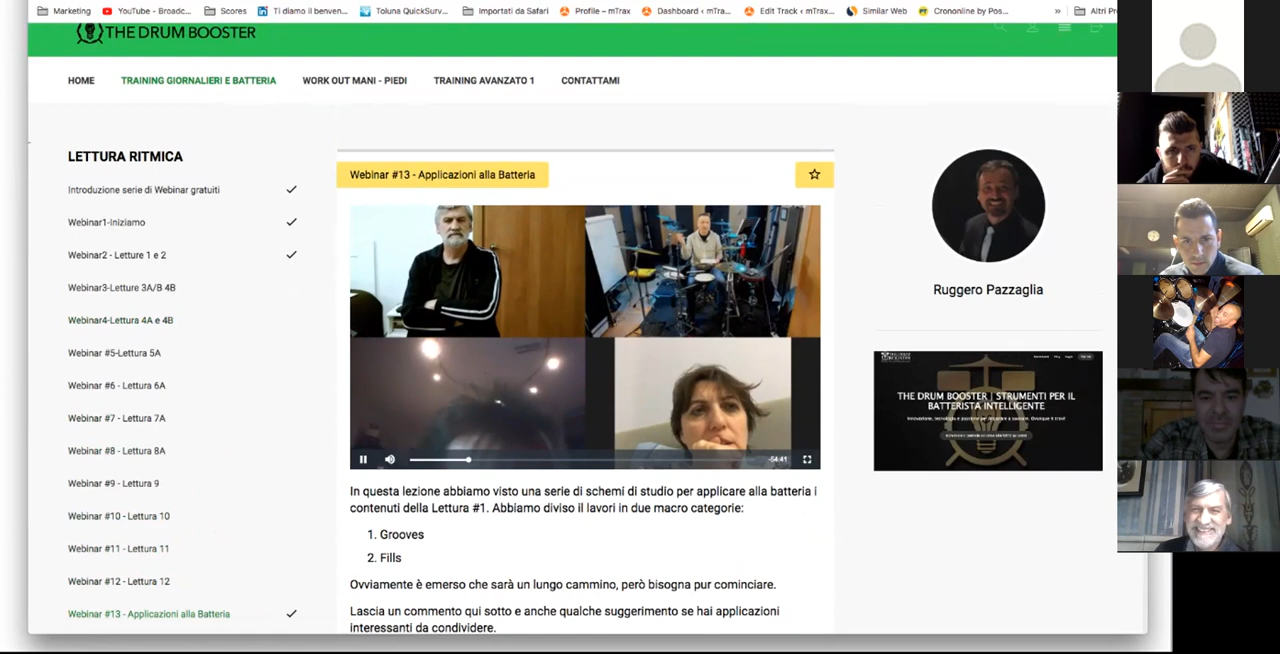 Marketing
YouTube - Broadc...
Scores
Ti diamo il benven...
Toluna QuickSurv...
Importati da Safari
Profile – mTrax
Dashboard ‹ mTra...
Edit Track ‹ mTrax...
Similar Web
Crononline by Pos...
»
Altri Pr
THE DRUM BOOSTER
HOME
TRAINING GIORNALIERI E BATTERIA
WORK OUT MANI - PIEDI
TRAINING AVANZATO 1
CONTATTAMI
LETTURA RITMICA
Introduzione serie di Webinar gratuiti
Webinar1-Iniziamo
Webinar2 - Letture 1 e 2
Webinar3-Letture 3A/B 4B
Webinar4-Lettura 4A e 4B
Webinar #5-Lettura 5A
Webinar #6 - Lettura 6A
Webinar #7 - Lettura 7A
Webinar #8 - Lettura 8A
Webinar #9 - Lettura 9
Webinar #10 - Lettura 10
Webinar #11 - Lettura 11
Webinar #12 - Lettura 12
Webinar #13 - Applicazioni alla Batteria
Webinar #13 - Applicazioni alla Batteria
-54:41
In questa lezione abbiamo visto una serie di schemi di studio per applicare alla batteria i
contenuti della Lettura #1. Abbiamo diviso il lavori in due macro categorie:
1. Grooves
2. Fills
Ovviamente è emerso che sarà un lungo cammino, però bisogna pur cominciare.
Lascia un commento qui sotto e anche qualche suggerimento se hai applicazioni
interessanti da condividere.
Ruggero Pazzaglia
THE DRUM BOOSTER | STRUMENTI PER IL
BATTERISTA INTELLIGENTE